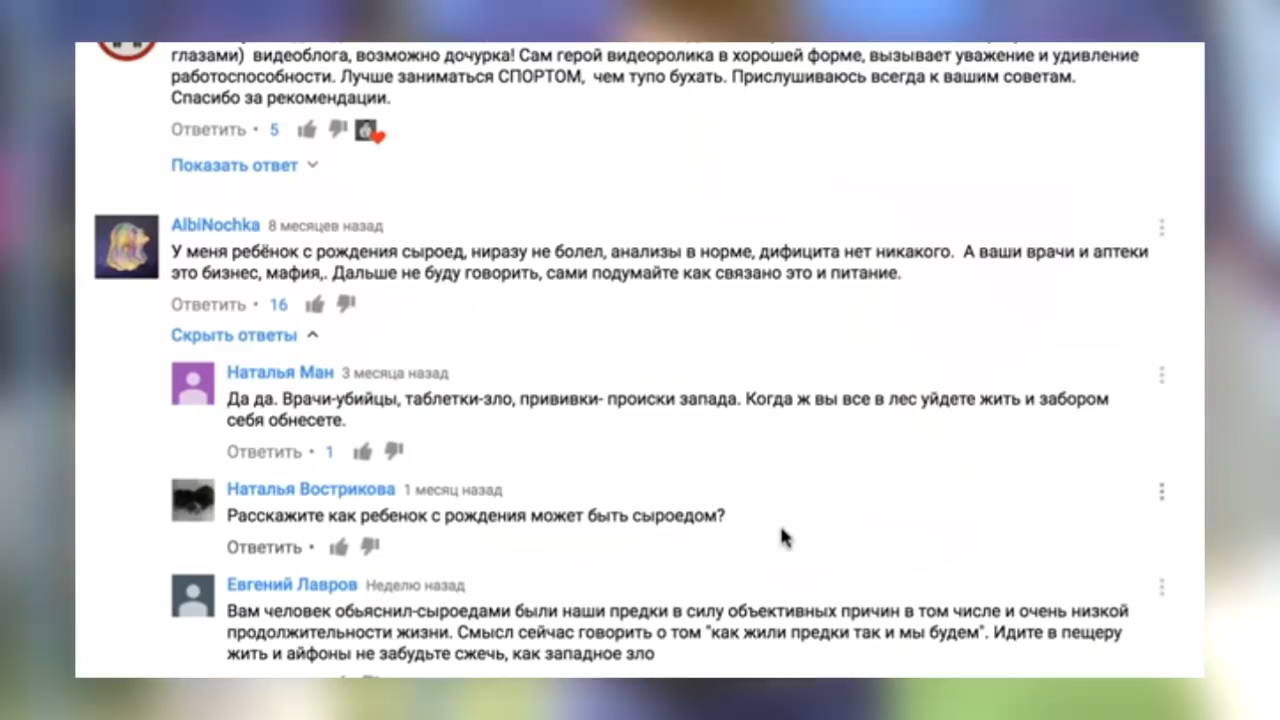 глазами) видеоблога, возможно дочурка! Сам герой видеоролика в хорошей форме, вызывает уважение и удивление
работоспособности. Лучше заниматься СПОРТОМ, чем тупо бухать. Прислушиваюсь всегда к вашим советам.
Спасибо за рекомендации.
Ответить • 5
Показать ответ
AlbiNochka 8 месяцев назад
У меня ребёнок с рождения сыроед, ниразу не болел, анализы в норме, дифицита нет никакого. А ваши врачи и аптеки
это бизнес, мафия,. Дальше не буду говорить, сами подумайте как связано это и питание.
Ответить • 16
Скрыть ответы
Наталья Ман 3 месяца назад
Да да. Врачи-убийцы, таблетки-зло, прививки- происки запада. Когда ж вы все в лес уйдете жить и забором
себя обнесете.
Ответить • 1
Наталья Вострикова 1 месяц назад
Расскажите как ребенок с рождения может быть сыроедом?
Ответить •
Евгений Лавров Неделю назад
Вам человек обьяснил-сыроедами были наши предки в силу объективных причин в том числе и очень низкой
продолжительности жизни. Смысл сейчас говорить о том "как жили предки так и мы будем". Идите в пещеру
жить и айфоны не забудьте сжечь, как западное зло